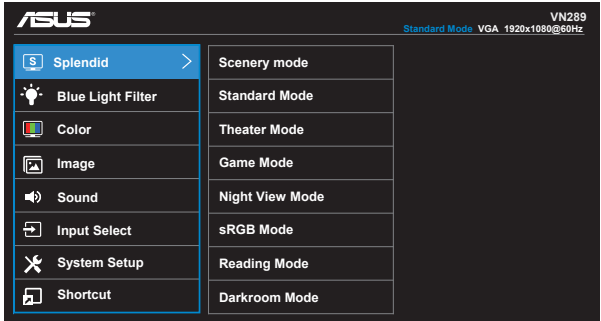 ASUS
VN289
Standard Mode VGA 1920x1080@60Hz
S Splendid
Blue Light Filter
Color
Image
Sound
Input Select
System Setup
Shortcut
Scenery mode
Standard Mode
Theater Mode
Game Mode
Night View Mode
sRGB Mode
Reading Mode
Darkroom Mode